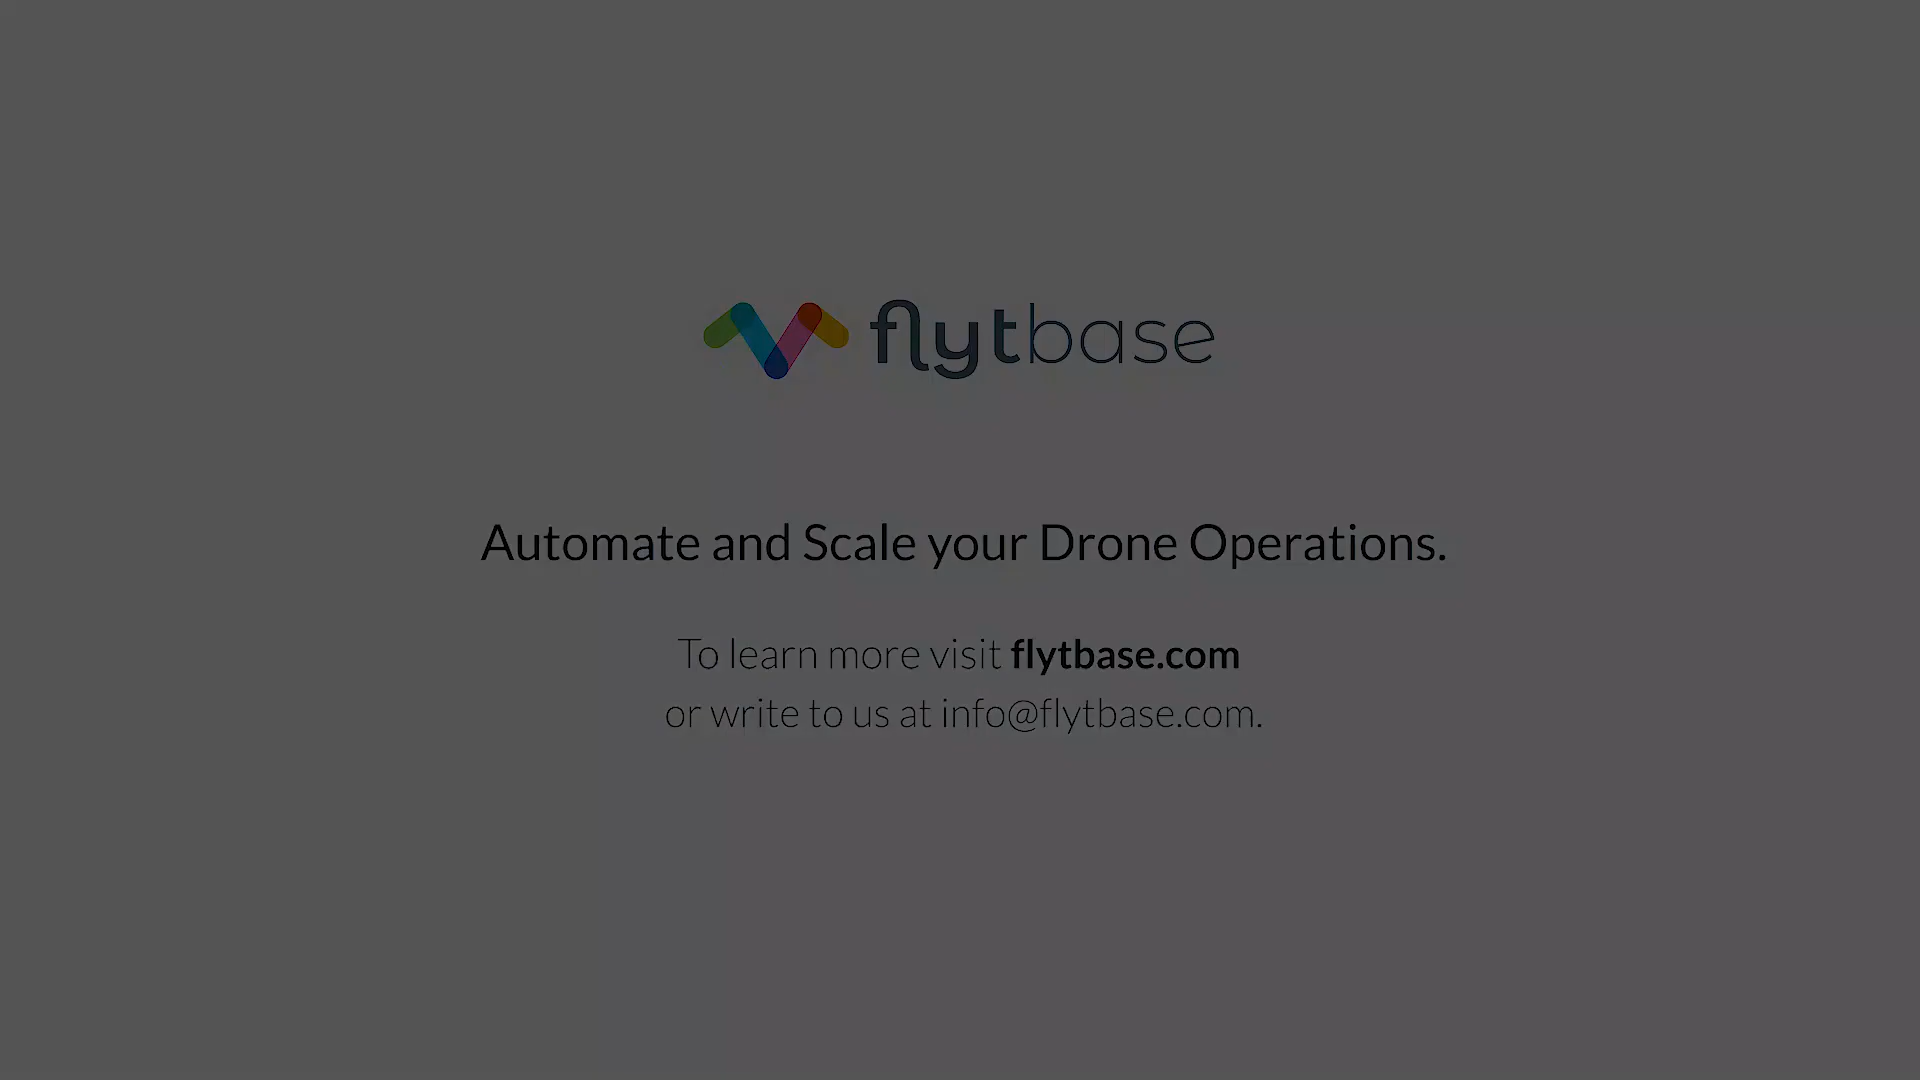 flytbase
Automate and Scale your Drone Operations.
To learn more visit flytbase.com
or write to us at info@flytbase.com.